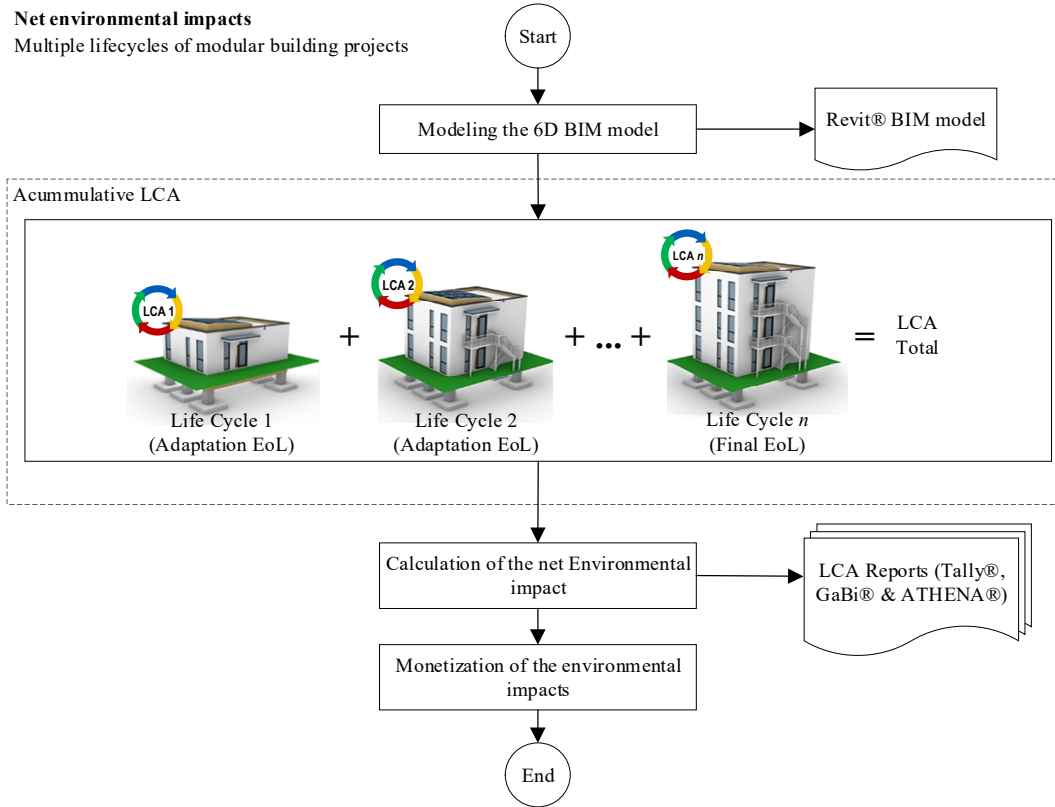 Net environmental impacts
Multiple lifecycles of modular building projects
Start
Modeling the 6D BIM model
Revit® BIM model
Acummulative LCA
LCA 1
+
LCA 2
+ ... +
LCA n
=
LCA
Total
Life Cycle 1
(Adaptation EoL)
Life Cycle 2
(Adaptation EoL)
Life Cycle n
(Final EoL)
Calculation of the net Environmental
impact
LCA Reports (Tally®,
GaBi® & ATHENA®)
Monetization of the environmental
impacts
End